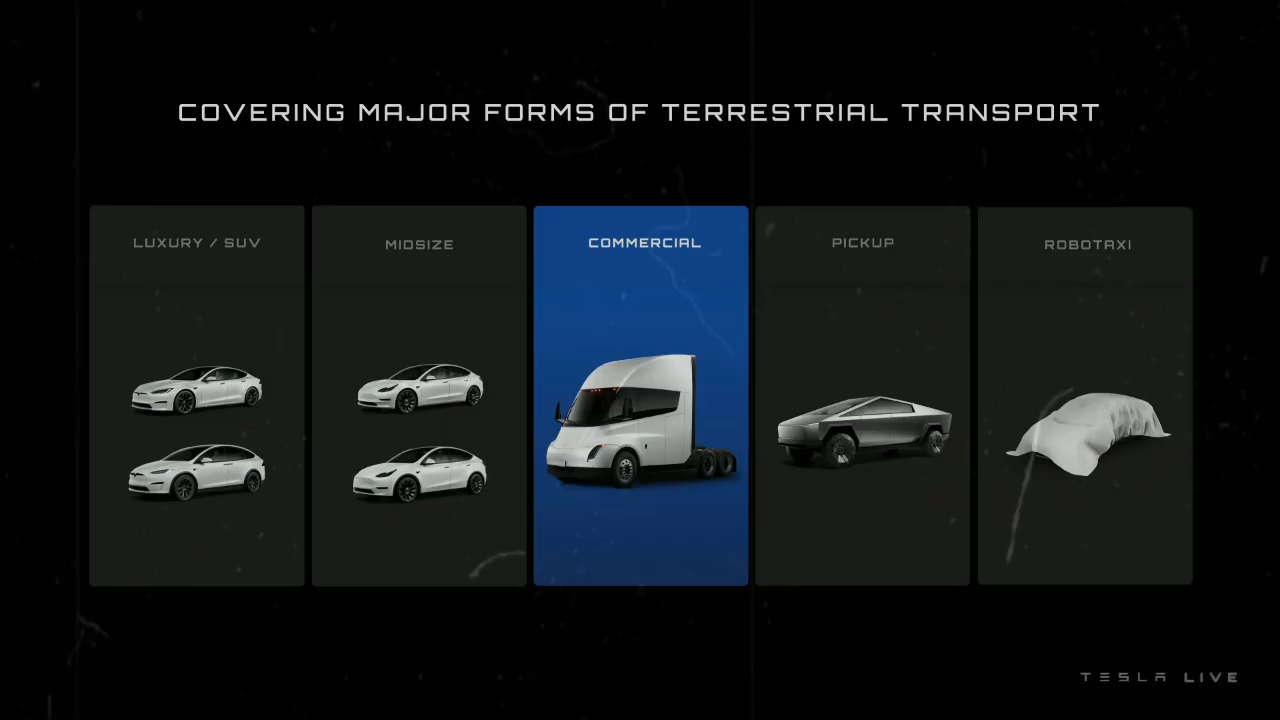 COVERING MAJOR FORMS OF TERRESTRIAL TRANSPORT
LUXURY / SUV
MIDSIZE
COMMERCIAL
PICKUP
ROBOTAXI
TESLA LIVE